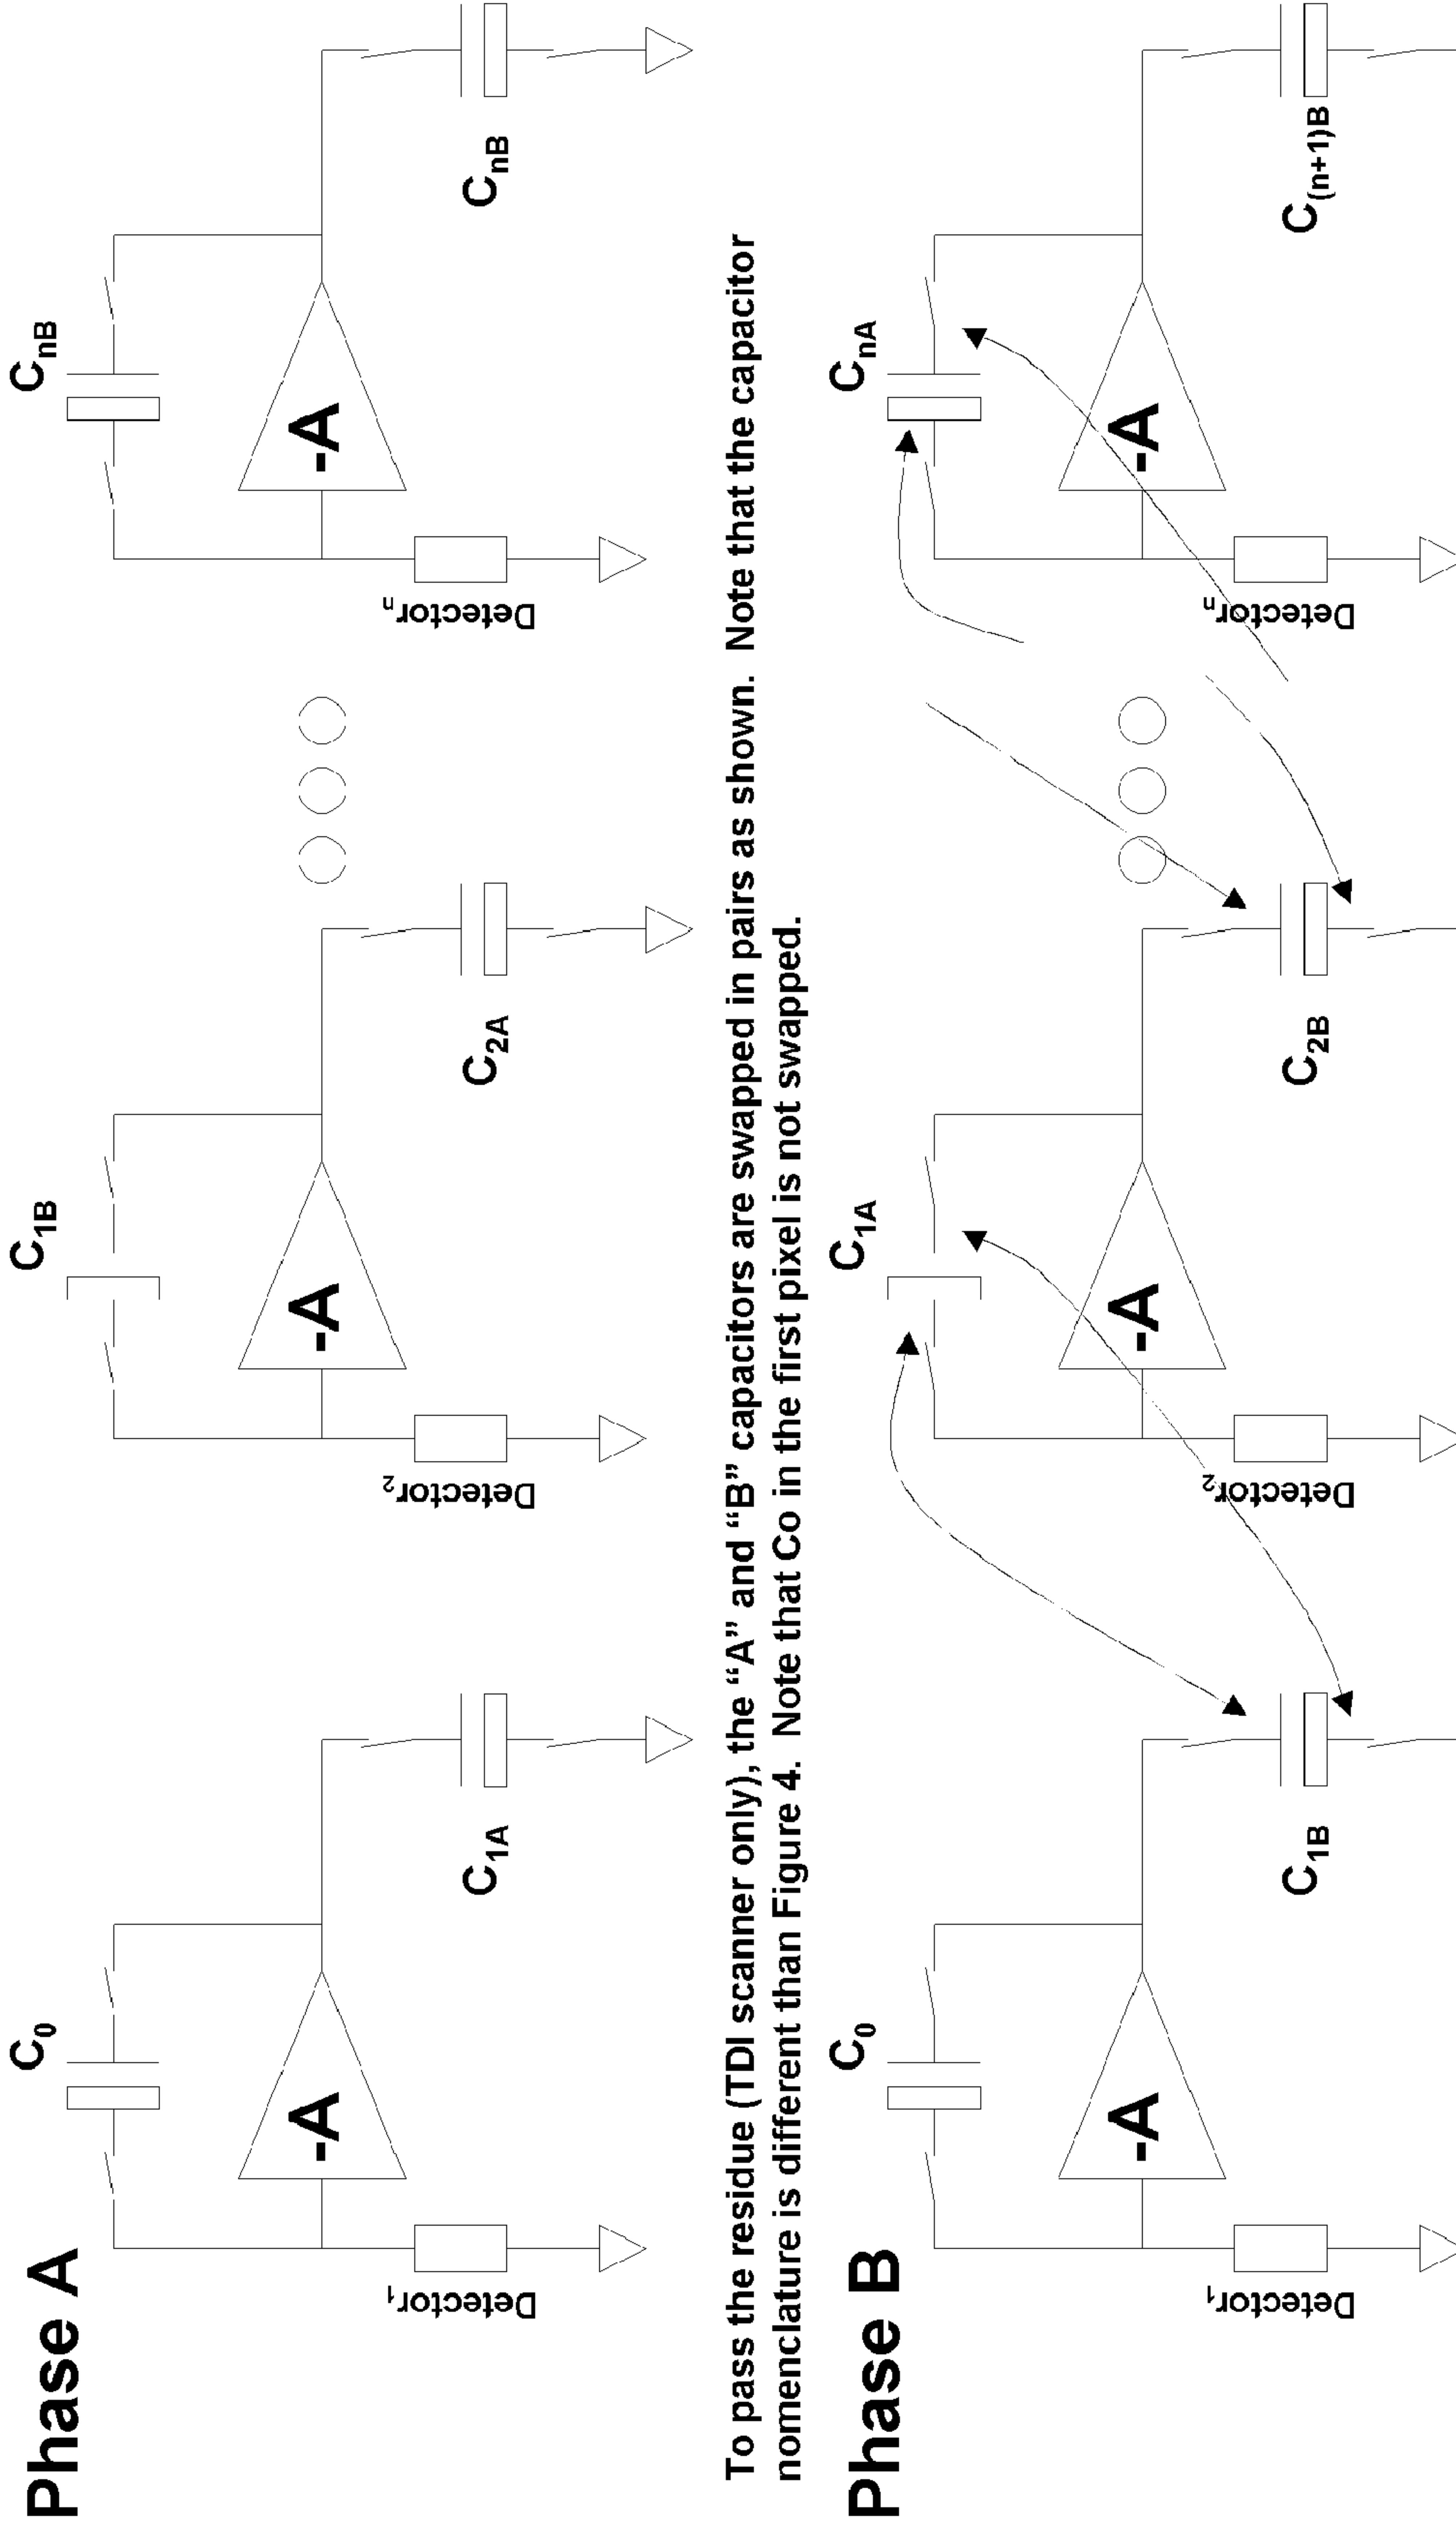 Phase A
C0
C1B
CnB
-A
-A
-A
Detector1
C1A
Detector2
C2A
Detectorn
CnB
To pass the residue (TDI scanner only), the “A” and “B” capacitors are swapped in pairs as shown. Note that the capacitor
nomenclature is different than Figure 4. Note that Co in the first pixel is not swapped.
Phase B
C0
C1A
CnA
-A
-A
-A
Detector1
C1B
Detector2
C2B
Detectorn
C(n+1)B